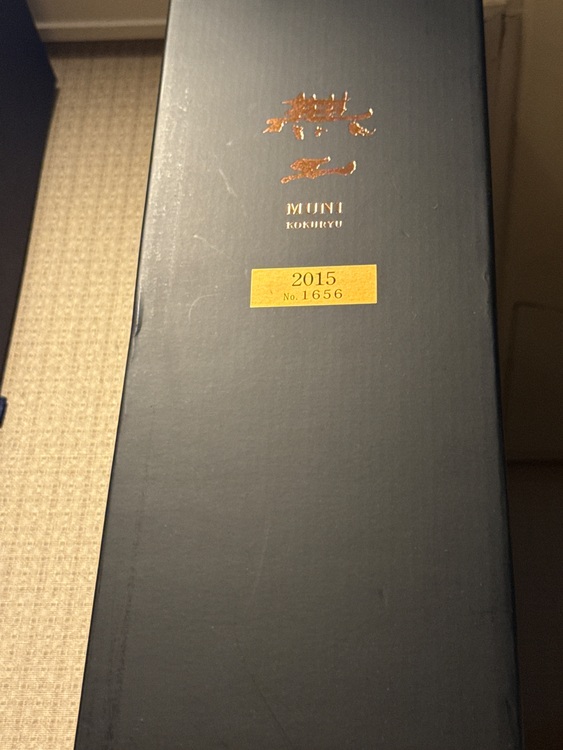 無
二
MUNI
KOKURYU
2015
No.1656